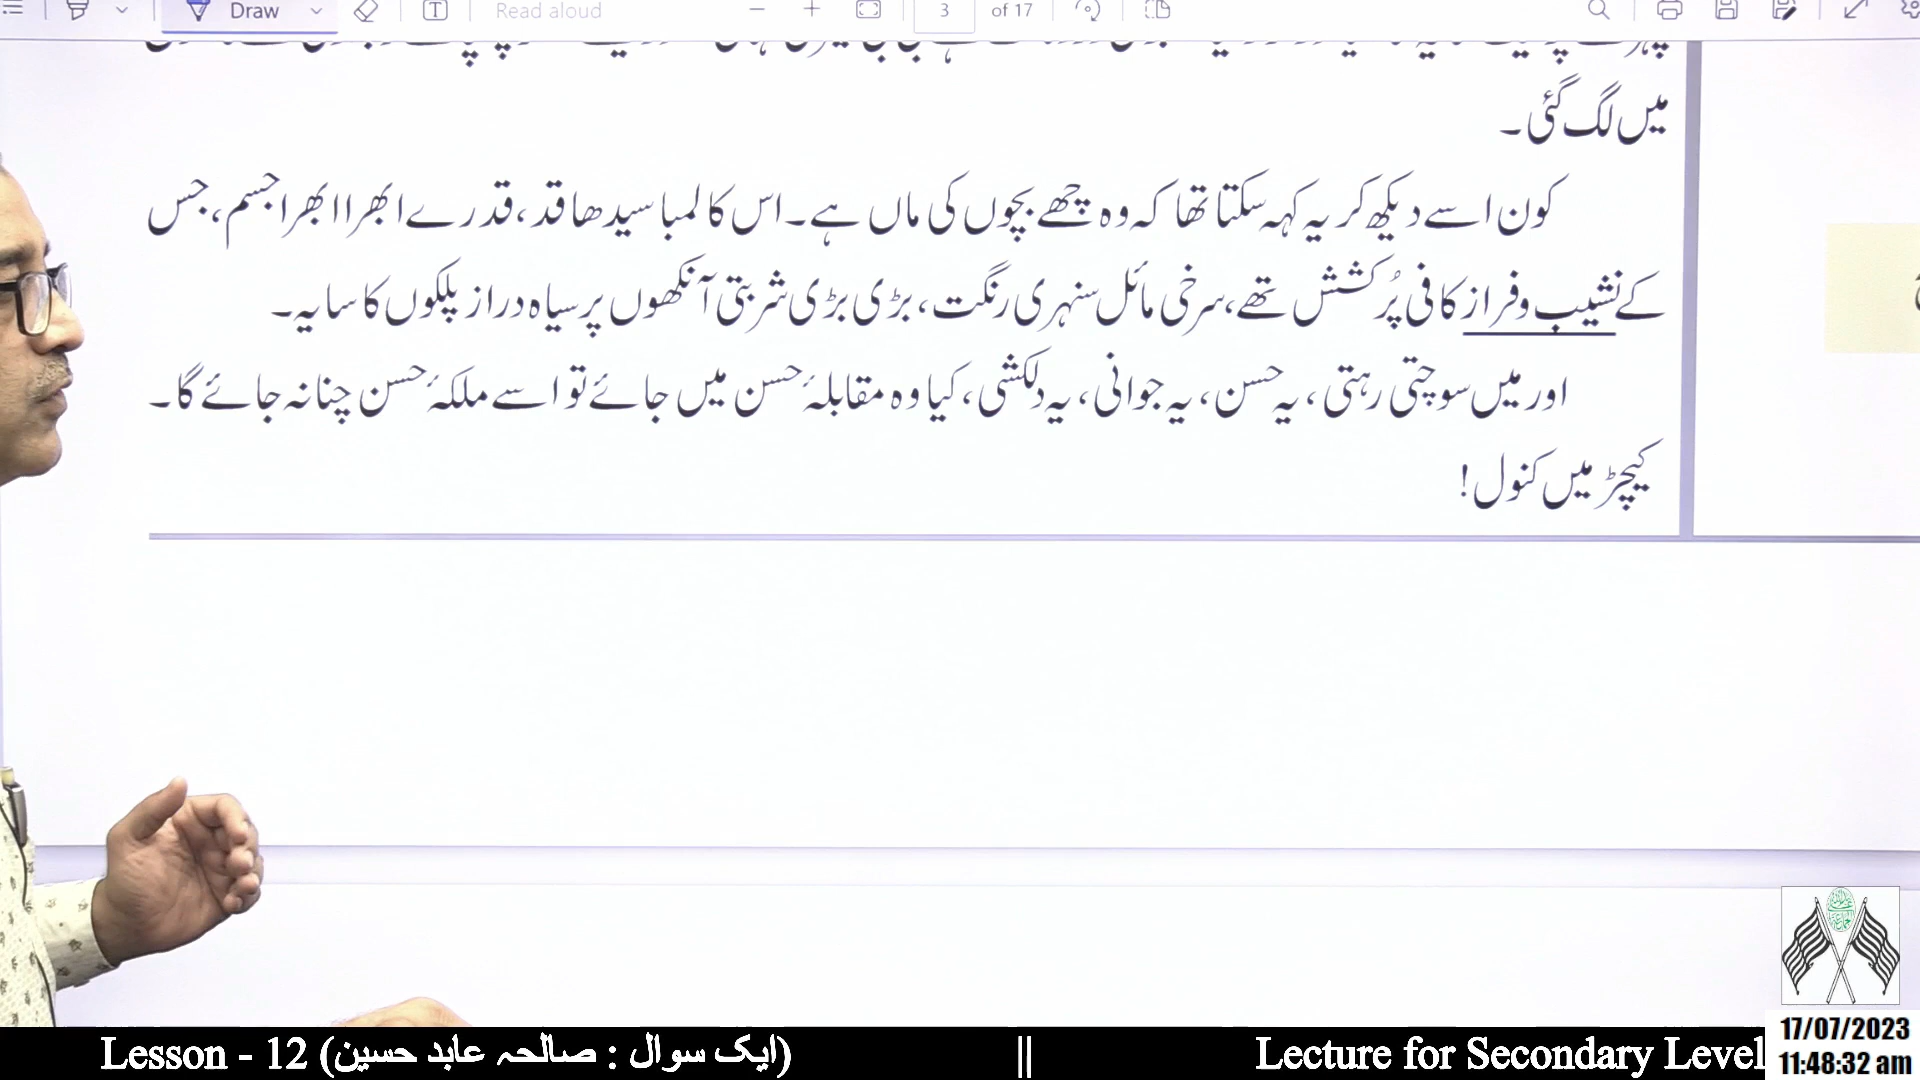 Draw
Read aloud
3 of 17
میں لگ گئی۔
کون اسے دیکھ کر یہ کہہ سکتا تھا کہ وہ چھے بچوں کی ماں ہے۔ اس کا لمبا سیدھا قد، قدرے ابھرا ابھرا جسم، جس
کے نشیب و فراز کافی پُرکشش تھے، سرخی مائل سنہری رنگت، بڑی بڑی شربتی آنکھوں پر سیاہ دراز پلکوں کا سایہ۔
اور میں سوچتی رہتی، یہ حسن، یہ جوانی، یہ دلکشی، کیا وہ مقابلۂ حسن میں جائے تو اسے ملکۂ حسن چنا نہ جائے گا۔
کیچڑ میں کنول!
Lesson - 12 (ایک سوال : صالحہ عابد حسین) || Lecture for Secondary Level
17/07/2023
11:48:32 am